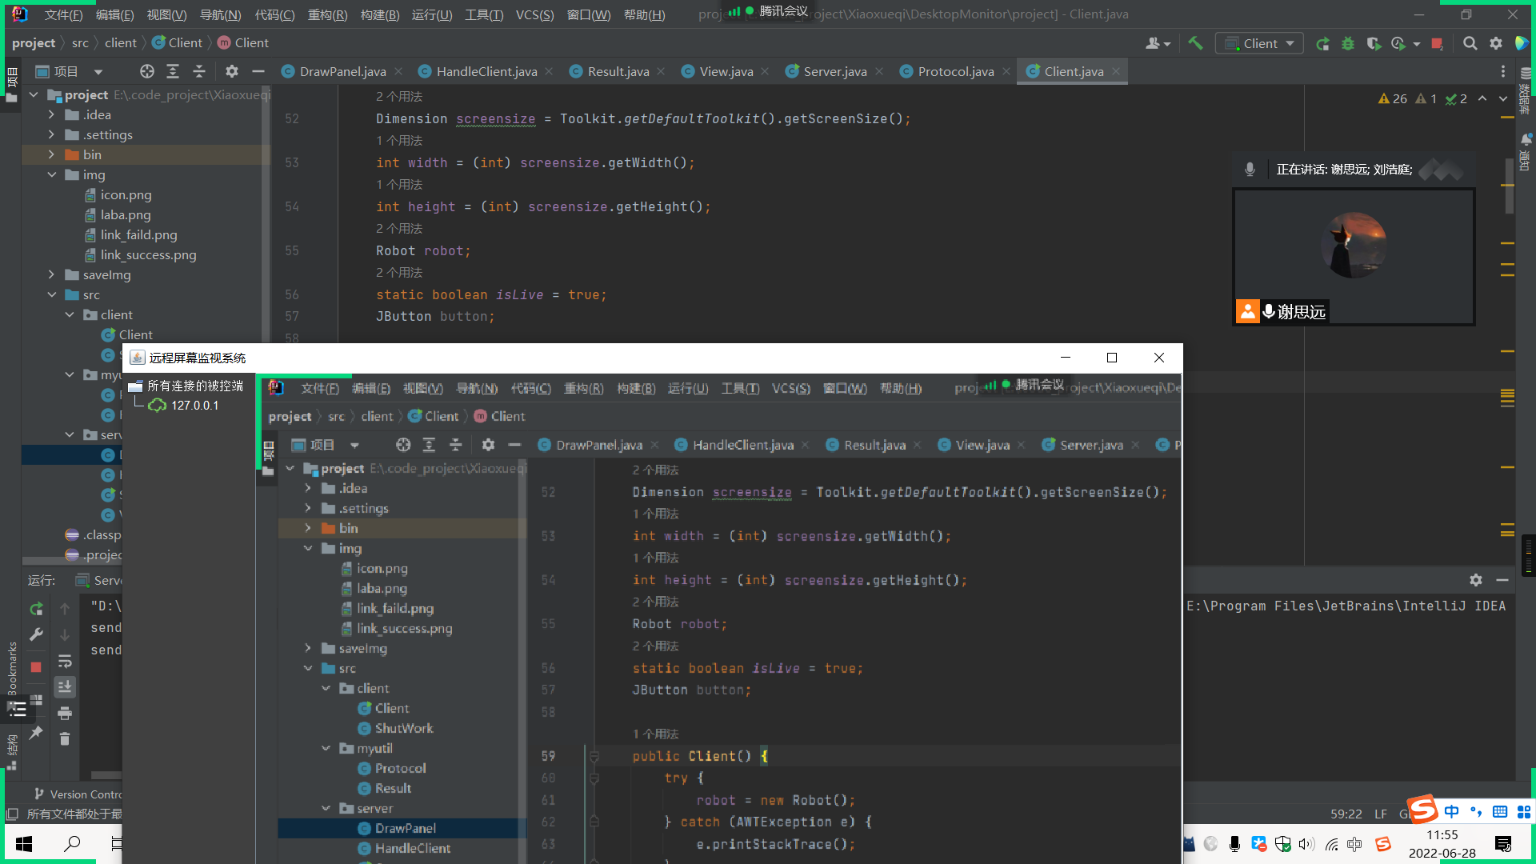 文件(F) 编辑(E) 视图(V) 导航(N) 代码(C) 重构(R) 构建(B) 运行(U) 工具(T) VCS(S) 窗口(W) 帮助(H) proj 腾讯会议 _project\Xiaoxueqi\DesktopMonitor\project] - Client.java
project src client Client Client
Client
项目
DrawPanel.java HandleClient.java Result.java View.java Server.java Protocol.java Client.java
project E:\.code_project\Xiaoxueqi
.idea
.settings
bin
img
icon.png
laba.png
link_faild.png
link_success.png
saveImg
src
client
Client
S
myu
serv
.classp
.projec
2 个用法
52 Dimension screensize = Toolkit.getDefaultToolkit().getScreenSize();
1 个用法
53 int width = (int) screensize.getWidth();
1 个用法
54 int height = (int) screensize.getHeight();
2 个用法
55 Robot robot;
2 个用法
56 static boolean isLive = true;
57 JButton button;
58
26 1 2
数据库
通知
正在讲话: 谢思远; 刘浩庭;
谢思远
远程屏幕监视系统
所有连接的被控端
127.0.0.1
文件(F) 编辑(E) 视图(V) 导航(N) 代码(C) 重构(R) 构建(B) 运行(U) 工具(T) VCS(S) 窗口(W) 帮助(H) proj 腾讯会议 oject\Xiaoxueqi\De
project src client Client Client
项目
DrawPanel.java HandleClient.java Result.java View.java Server.java P
project E:\.code_project\Xiaoxueqi
.idea
.settings
bin
img
icon.png
laba.png
link_faild.png
link_success.png
saveImg
src
client
Client
ShutWork
myutil
Protocol
Result
server
DrawPanel
HandleClient
2 个用法
52 Dimension screensize = Toolkit.getDefaultToolkit().getScreenSize();
1 个用法
53 int width = (int) screensize.getWidth();
1 个用法
54 int height = (int) screensize.getHeight();
2 个用法
55 Robot robot;
2 个用法
56 static boolean isLive = true;
57 JButton button;
58
1 个用法
59 public Client() {
60 try {
61 robot = new Robot();
62 } catch (AWTException e) {
63 e.printStackTrace();
运行: Serve
"D:\
send
send
E:\Program Files\JetBrains\IntelliJ IDEA
Bookmarks
结构
Version Contro
所有文件都处于最
59:22 LF G
中
11:55
2022-06-28